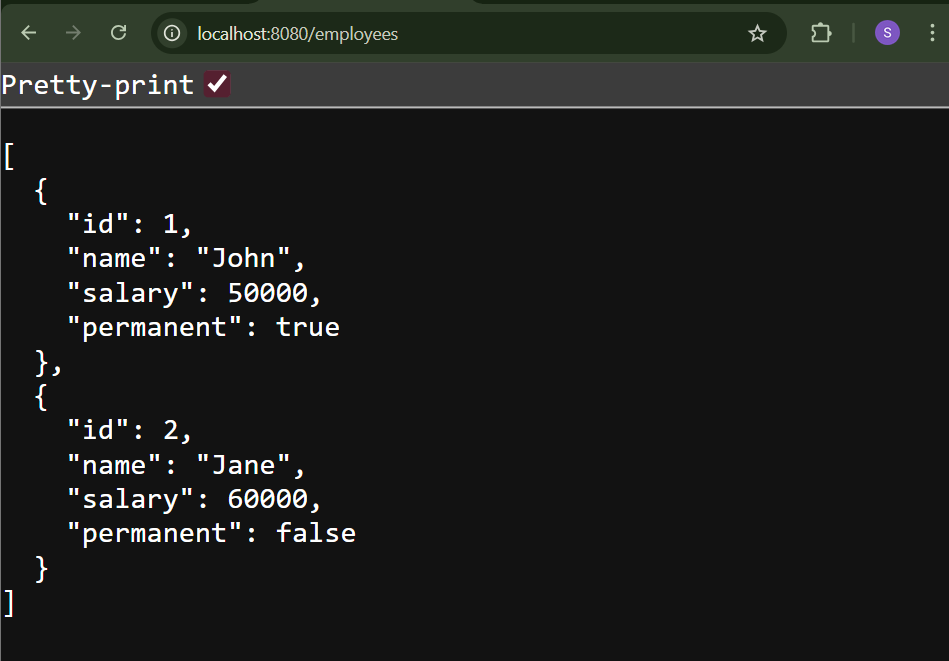 localhost:8080/employees
S
Pretty-print
[
  {
    "id": 1,
    "name": "John",
    "salary": 50000,
    "permanent": true
  },
  {
    "id": 2,
    "name": "Jane",
    "salary": 60000,
    "permanent": false
  }
]